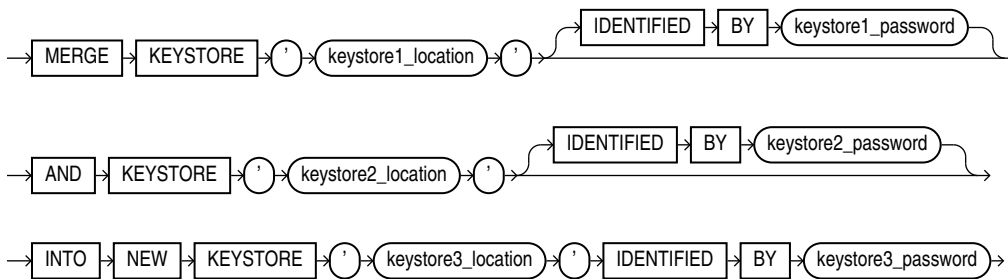 IDENTIFIED BY keystore1_password
MERGE KEYSTORE ' keystore1_location '
IDENTIFIED BY keystore2_password
AND KEYSTORE ' keystore2_location '
INTO NEW KEYSTORE ' keystore3_location ' IDENTIFIED BY keystore3_password